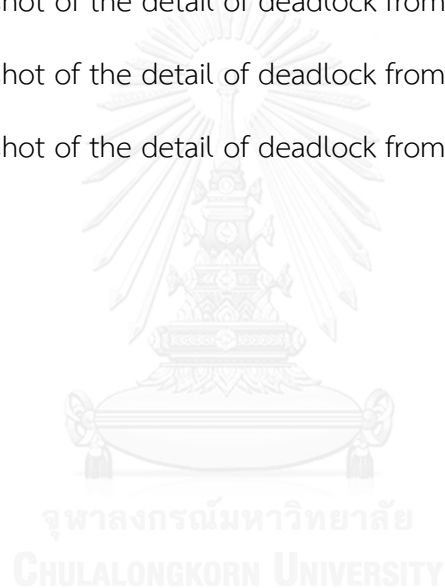 hot of the detail of deadlock from
hot of the detail of deadlock from
hot of the detail of deadlock from
จุฬาลงกรณ์มหาวิทยาลัย
CHULALONGKORN UNIVERSITY